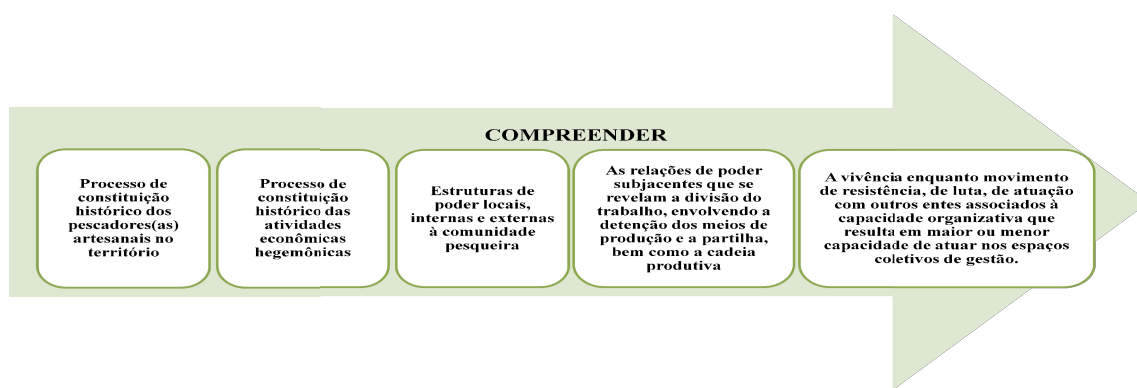 COMPREENDER
Processo de
constituição
histórico dos
pescadores(as)
artesanais no
território
Processo de
constituição
histórico das
atividades
econômicas
hegemônicas
Estruturas de
poder locais,
internas e externas
à comunidade
pesqueira
As relações de poder
subjacentes que se
revelam a divisão do
trabalho, envolvendo a
detenção dos meios de
produção e a partilha,
bem como a cadeia
produtiva
A vivência enquanto movimento
de resistência, de luta, de atuação
com outros entes associados à
capacidade organizativa que
resulta em maior ou menor
capacidade de atuar nos espaços
coletivos de gestão.